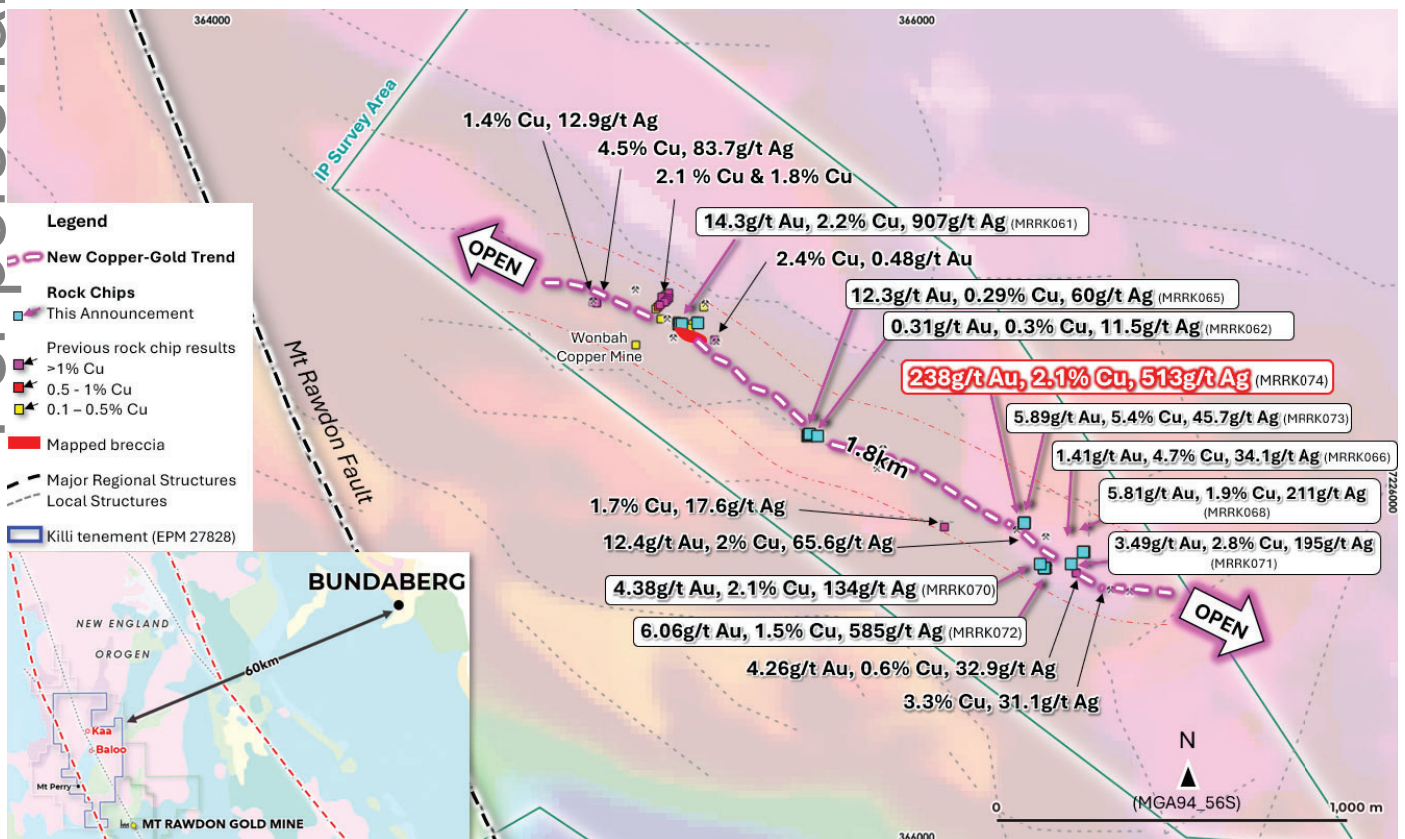 364000
366000
IP Survey Area
1.4% Cu, 12.9g/t Ag
4.5% Cu, 83.7g/t Ag
2.1 % Cu & 1.8% Cu
14.3g/t Au, 2.2% Cu, 907g/t Ag (MRRK061)
OPEN
2.4% Cu, 0.48g/t Au
12.3g/t Au, 0.29% Cu, 60g/t Ag (MRRK065)
0.31g/t Au, 0.3% Cu, 11.5g/t Ag (MRRK062)
Wonbah
Copper Mine
238g/t Au, 2.1% Cu, 513g/t Ag (MRRK074)
5.89g/t Au, 5.4% Cu, 45.7g/t Ag (MRRK073)
1.8km
1.41g/t Au, 4.7% Cu, 34.1g/t Ag (MRRK066)
5.81g/t Au, 1.9% Cu, 211g/t Ag
(MRRK068)
7226000
1.7% Cu, 17.6g/t Ag
12.4g/t Au, 2% Cu, 65.6g/t Ag
3.49g/t Au, 2.8% Cu, 195g/t Ag
(MRRK071)
4.38g/t Au, 2.1% Cu, 134g/t Ag (MRRK070)
6.06g/t Au, 1.5% Cu, 585g/t Ag (MRRK072)
OPEN
4.26g/t Au, 0.6% Cu, 32.9g/t Ag
3.3% Cu, 31.1g/t Ag
Mt Rawdon Fault
Legend
New Copper-Gold Trend
Rock Chips
This Announcement
Previous rock chip results
>1% Cu
0.5 - 1% Cu
0.1 – 0.5% Cu
Mapped breccia
Major Regional Structures
Local Structures
Killi tenement (EPM 27828)
BUNDABERG
NEW ENGLAND
OROGEN
60km
Kaa
Baloo
Mt Perry
MT RAWDON GOLD MINE
N
(MGA94_56S)
0
1,000 m
366000